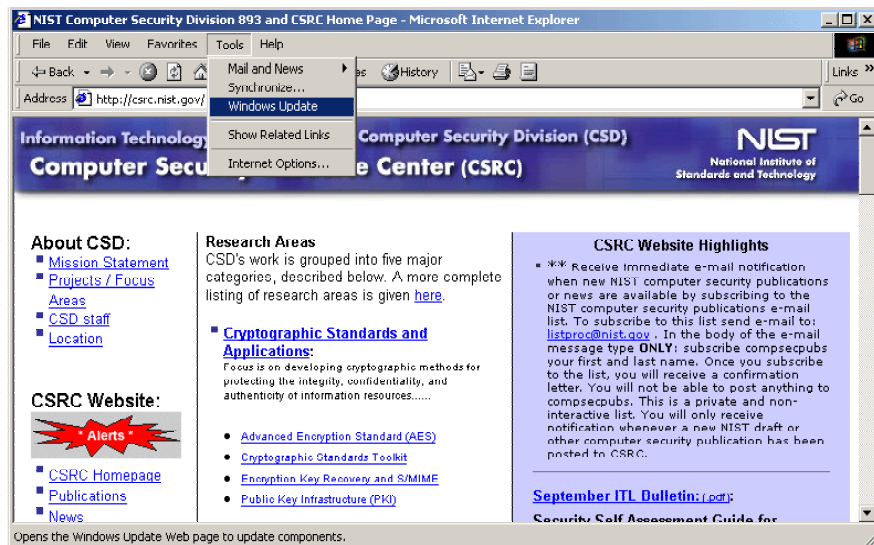 NIST Computer Security Division 893 and CSRC Home Page - Microsoft Internet Explorer
File Edit View Favorites Tools Help
Back History Links »
Address http://csrc.nist.gov/ Go
Mail and News
Synchronize...
Windows Update
Show Related Links
Internet Options...
Information Technology Computer Security Division (CSD)
Computer Secu e Center (CSRC)
NIST
National Institute of
Standards and Technology
About CSD:
Mission Statement
Projects / Focus
Areas
CSD staff
Location
CSRC Website:
* Alerts *
CSRC Homepage
Publications
News
Research Areas
CSD's work is grouped into five major
categories, described below. A more complete
listing of research areas is given here.
Cryptographic Standards and
Applications:
Focus is on developing cryptographic methods for
protecting the integrity, confidentiality, and
authenticity of information resources......
Advanced Encryption Standard (AES)
Cryptographic Standards Toolkit
Encryption Key Recovery and S/MIME
Public Key Infrastructure (PKI)
CSRC Website Highlights
** Receive immediate e-mail notification
when new NIST computer security publications
or news are available by subscribing to the
NIST computer security publications e-mail
list. To subscribe to this list send e-mail to:
listproc@nist.gov . In the body of the e-mail
message type ONLY: subscribe compsecpubs
your first and last name. Once you subscribe
to the list, you will receive a confirmation
letter. You will not be able to post anything to
compsecpubs. This is a private and non-
interactive list. You will only receive
notification whenever a new NIST draft or
other computer security publication has been
posted to CSRC.
September ITL Bulletin: (.pdf):
Security Self Assessment Guide for
Opens the Windows Update Web page to update components.